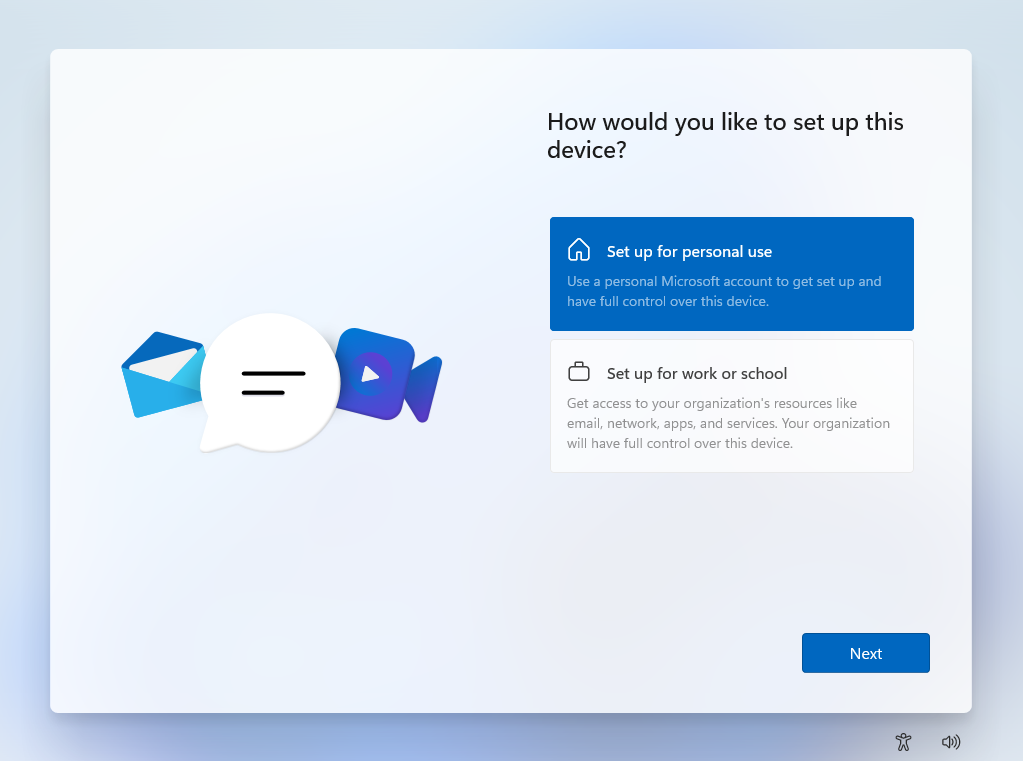 How would you like to set up this
device?
Set up for personal use
Use a personal Microsoft account to get set up and
have full control over this device.
Set up for work or school
Get access to your organization's resources like
email, network, apps, and services. Your organization
will have full control over this device.
Next